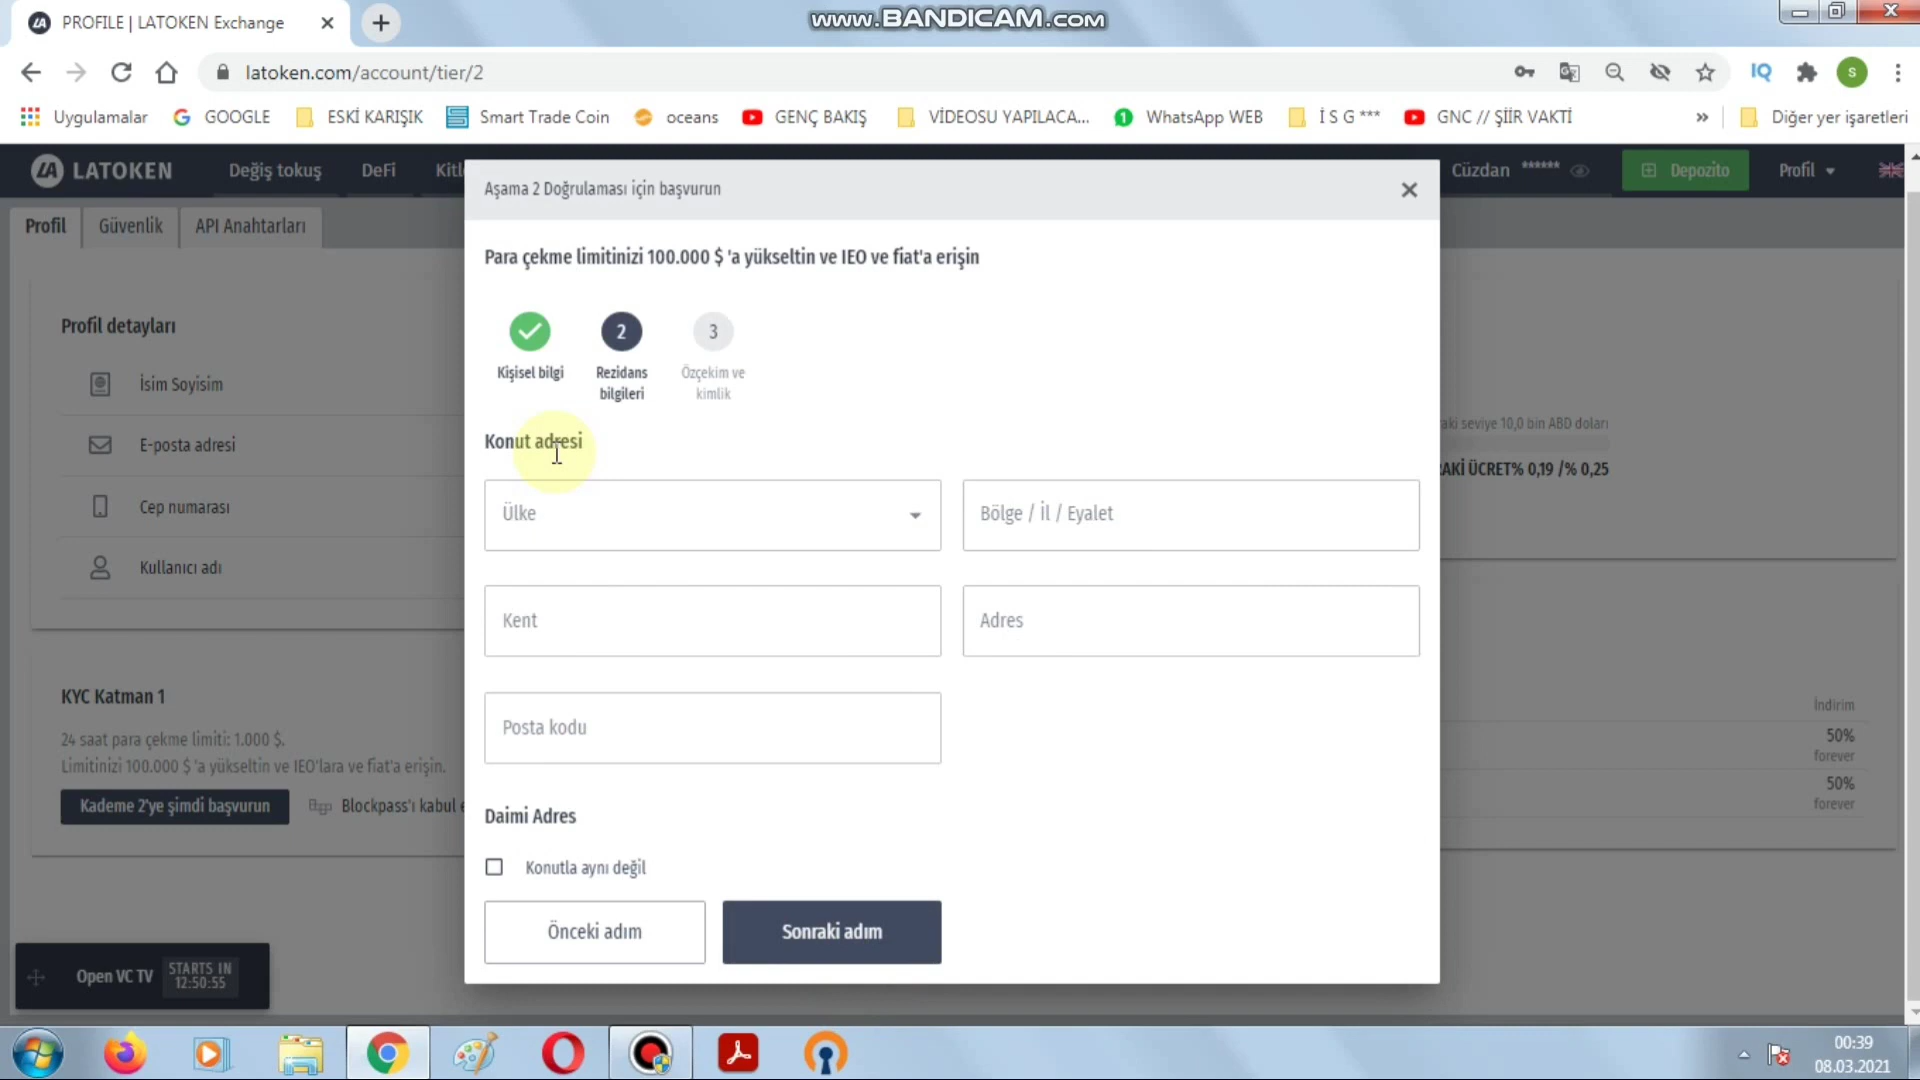 PROFILE | LATOKEN Exchange
www.BANDICAM.com
latoken.com/account/tier/2
IQ
s
Uygulamalar
GOOGLE
ESKİ KARIŞIK
Smart Trade Coin
oceans
GENÇ BAKIŞ
VİDEOSU YAPILACA...
WhatsApp WEB
İ S G ***
GNC // ŞİİR VAKTİ
»
Diğer yer işaretleri
LATOKEN
Değiş tokuş
DeFi
Cüzdan ******
Depozito
Profil
Profil
Güvenlik
API Anahtarları
Aşama 2 Doğrulaması için başvurun
Para çekme limitinizi 100.000 $ 'a yükseltin ve IEO ve fiat'a erişin
2
3
Kişisel bilgi
Rezidans bilgileri
Özçekim ve kimlik
Konut adresi
Ülke
Bölge / İl / Eyalet
Kent
Adres
Posta kodu
Daimi Adres
Konutla aynı değil
Önceki adım
Sonraki adım
Profil detayları
İsim Soyisim
E-posta adresi
Cep numarası
Kullanıcı adı
KYC Katman 1
24 saat para çekme limiti: 1.000 $.
Limitinizi 100.000 $ 'a yükseltin ve IEO'lara ve fiat'a erişin.
Kademe 2'ye şimdi başvurun
Blockpass'ı kabul e
aki seviye 10,0 bin ABD doları
AKİ ÜCRET% 0,19 /% 0,25
İndirim
50%
forever
50%
forever
Open VC TV
STARTS IN
12:50:55
00:39
08.03.2021